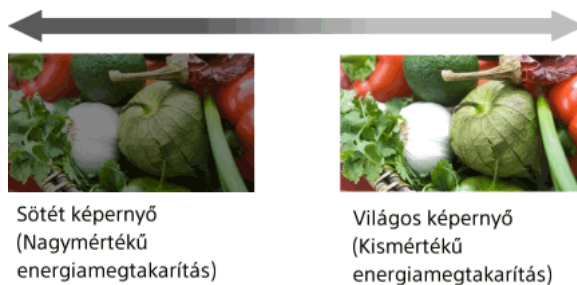 Sötét képernyő
(Nagymértékű
energiamegtakarítás)
Világos képernyő
(Kismértékű
energiamegtakarítás)